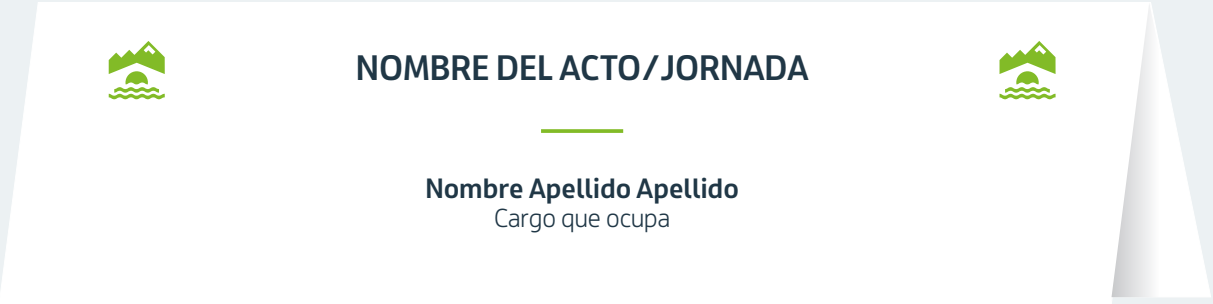 NOMBRE DEL ACTO/JORNADA
Nombre Apellido Apellido
Cargo que ocupa